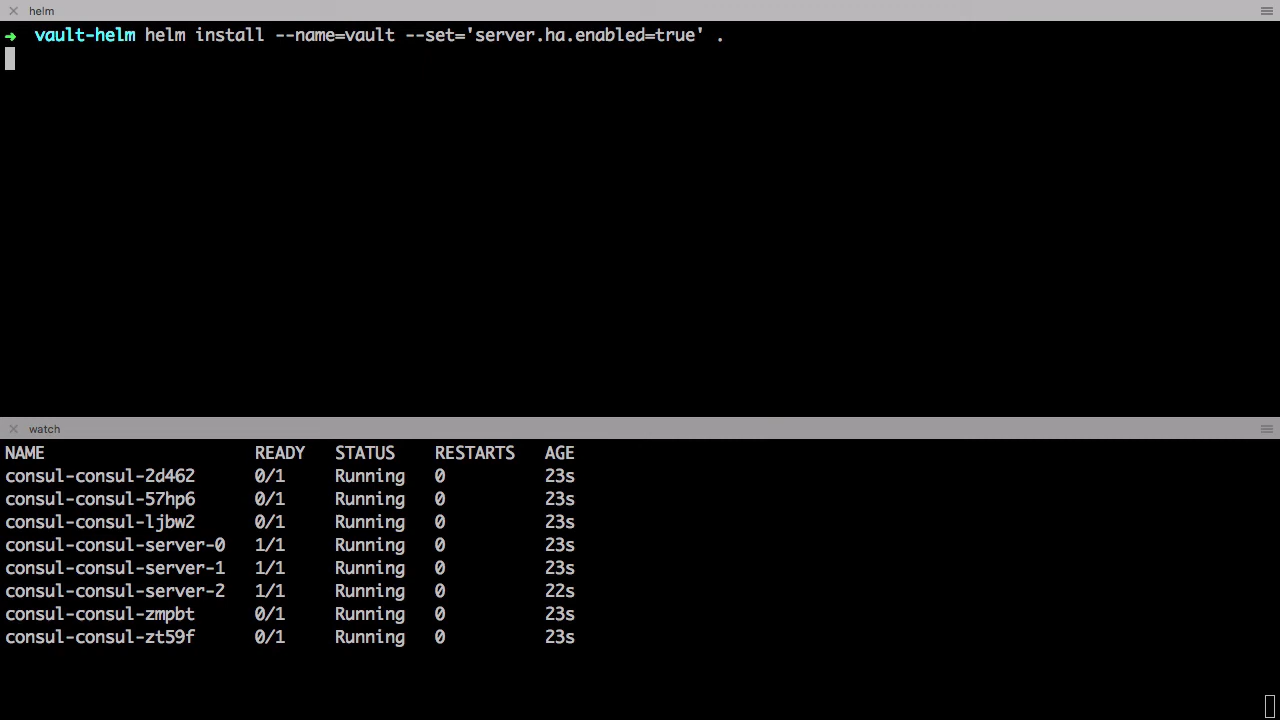 helm
➜ vault-helm helm install --name=vault --set='server.ha.enabled=true' .
watch
NAME READY STATUS RESTARTS AGE
consul-consul-2d462 0/1 Running 0 23s
consul-consul-57hp6 0/1 Running 0 23s
consul-consul-ljbw2 0/1 Running 0 23s
consul-consul-server-0 1/1 Running 0 23s
consul-consul-server-1 1/1 Running 0 23s
consul-consul-server-2 1/1 Running 0 22s
consul-consul-zmpbt 0/1 Running 0 23s
consul-consul-zt59f 0/1 Running 0 23s